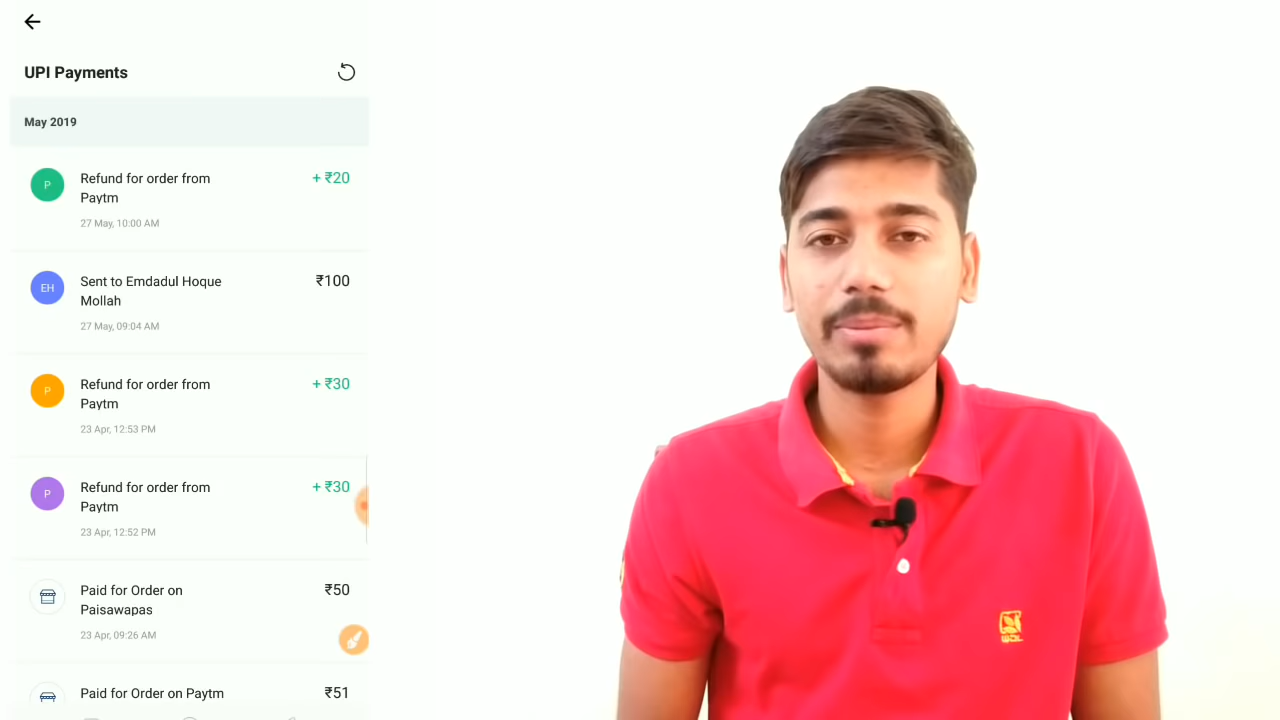 UPI Payments
May 2019
P
Refund for order from
Paytm
+ ₹20
27 May, 10:00 AM
EH
Sent to Emdadul Hoque
Mollah
₹100
27 May, 09:04 AM
P
Refund for order from
Paytm
+ ₹30
23 Apr, 12:53 PM
P
Refund for order from
Paytm
+ ₹30
23 Apr, 12:52 PM
Paid for Order on
Paisawapas
₹50
23 Apr, 09:26 AM
Paid for Order on Paytm
₹51